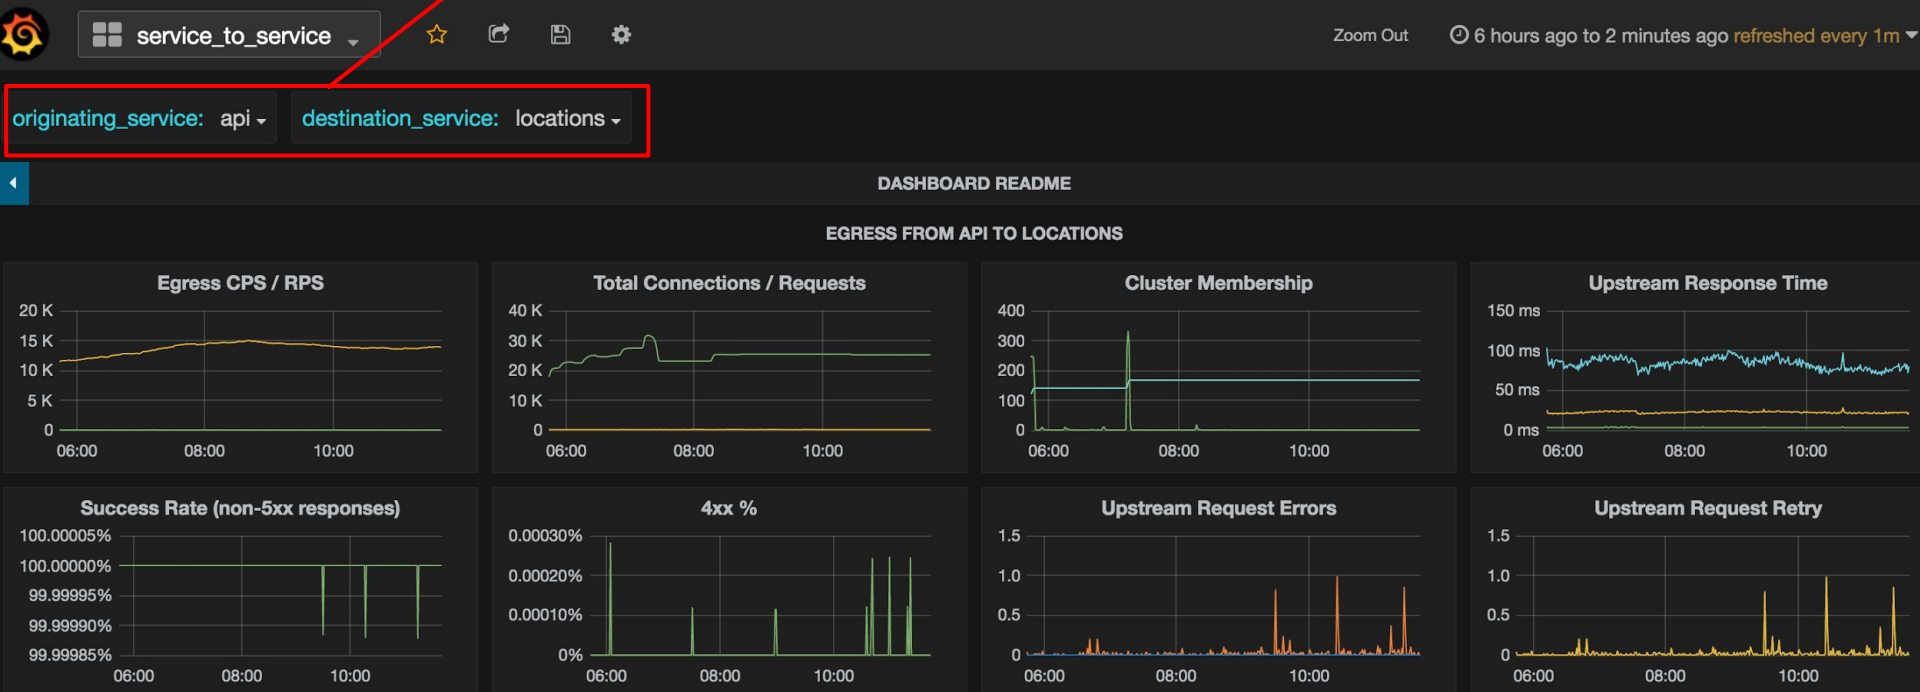 service_to_service
Zoom Out
6 hours ago to 2 minutes ago refreshed every 1m
originating_service: api
destination_service: locations
DASHBOARD README
EGRESS FROM API TO LOCATIONS
Egress CPS / RPS
20 K
15 K
10 K
5 K
0
06:00 08:00 10:00
Total Connections / Requests
40 K
30 K
20 K
10 K
0
06:00 08:00 10:00
Cluster Membership
400
300
200
100
0
06:00 08:00 10:00
Upstream Response Time
150 ms
100 ms
50 ms
0 ms
06:00 08:00 10:00
Success Rate (non-5xx responses)
100.00005%
100.00000%
99.99995%
99.99990%
99.99985%
06:00 08:00 10:00
4xx %
0.00030%
0.00020%
0.00010%
0%
06:00 08:00 10:00
Upstream Request Errors
1.5
1.0
0.5
0
06:00 08:00 10:00
Upstream Request Retry
1.5
1.0
0.5
0
06:00 08:00 10:00